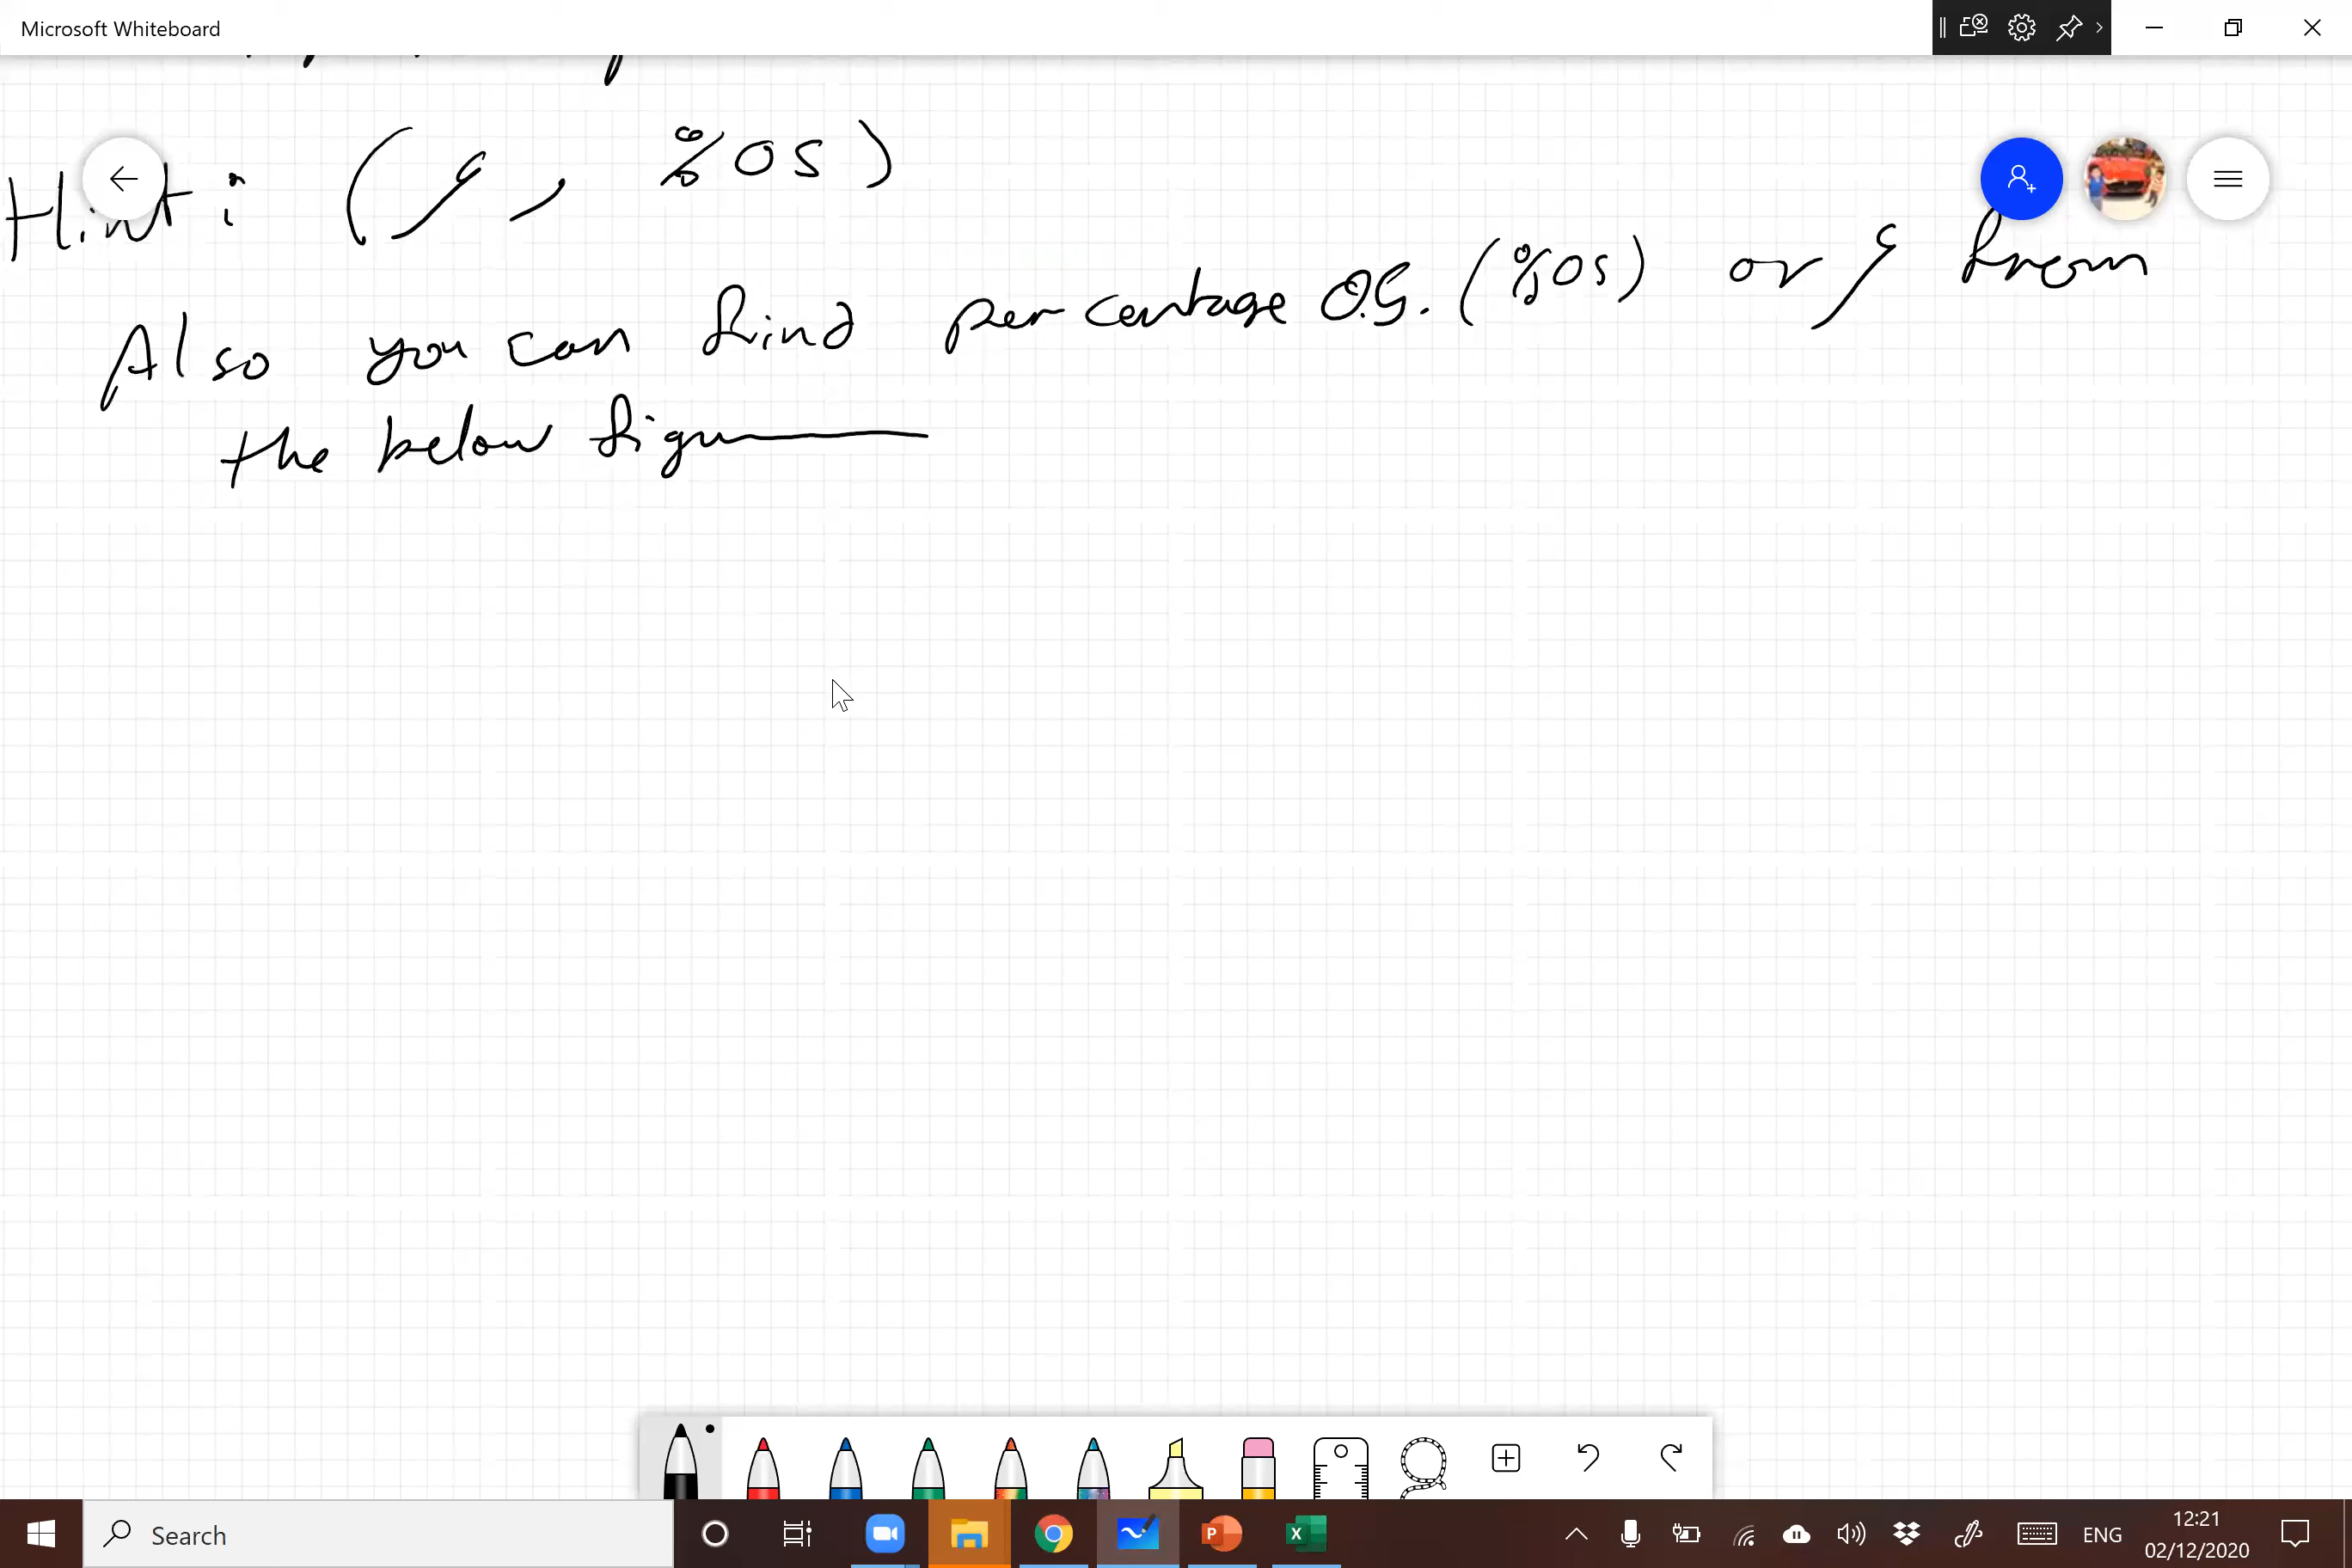 Microsoft Whiteboard
Hint: (ζ, %OS)
Also you can find percentage O.S. (%OS) or ζ from
the below figu
Search
ENG
12:21
02/12/2020